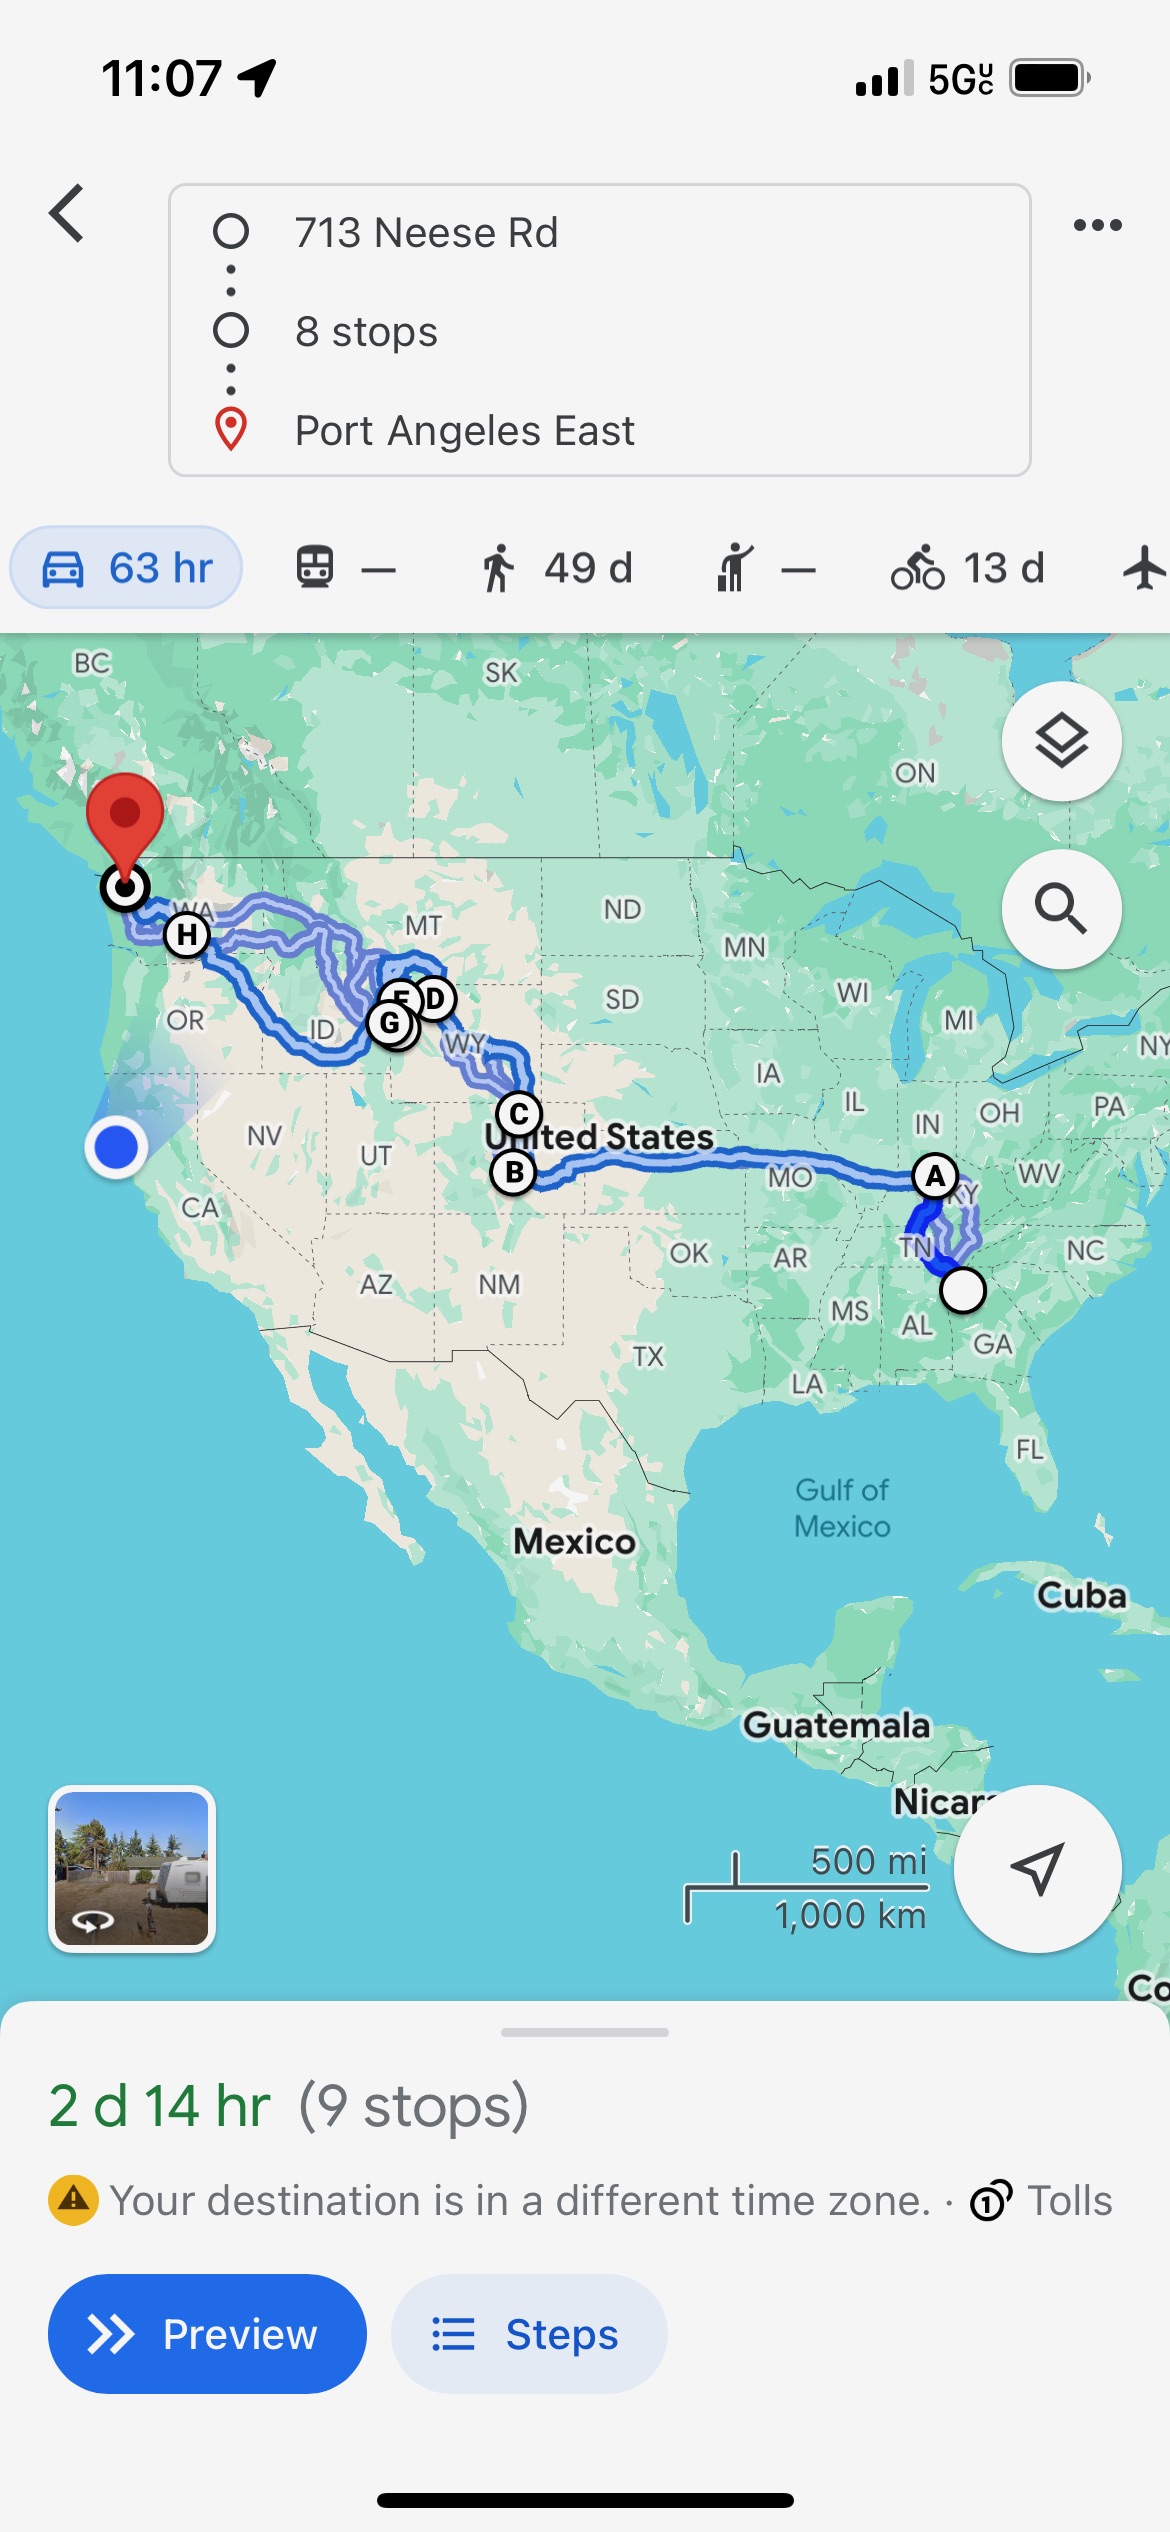 11:07
5G UC
713 Neese Rd
8 stops
Port Angeles East
63 hr
—
49 d
—
13 d
BC
SK
ON
WA
H
MT
ND
MN
OR
ID
E
D
G
SD
WI
MI
NY
WY
IA
C
IL
IN
OH
PA
NV
UT
United States
B
MO
A
KY
WV
CA
OK
AR
TN
NC
AZ
NM
MS
AL
GA
TX
LA
FL
Gulf of
Mexico
Mexico
Cuba
Guatemala
Nicar
500 mi
1,000 km
Co
2 d 14 hr (9 stops)
Your destination is in a different time zone. · Tolls
Preview
Steps